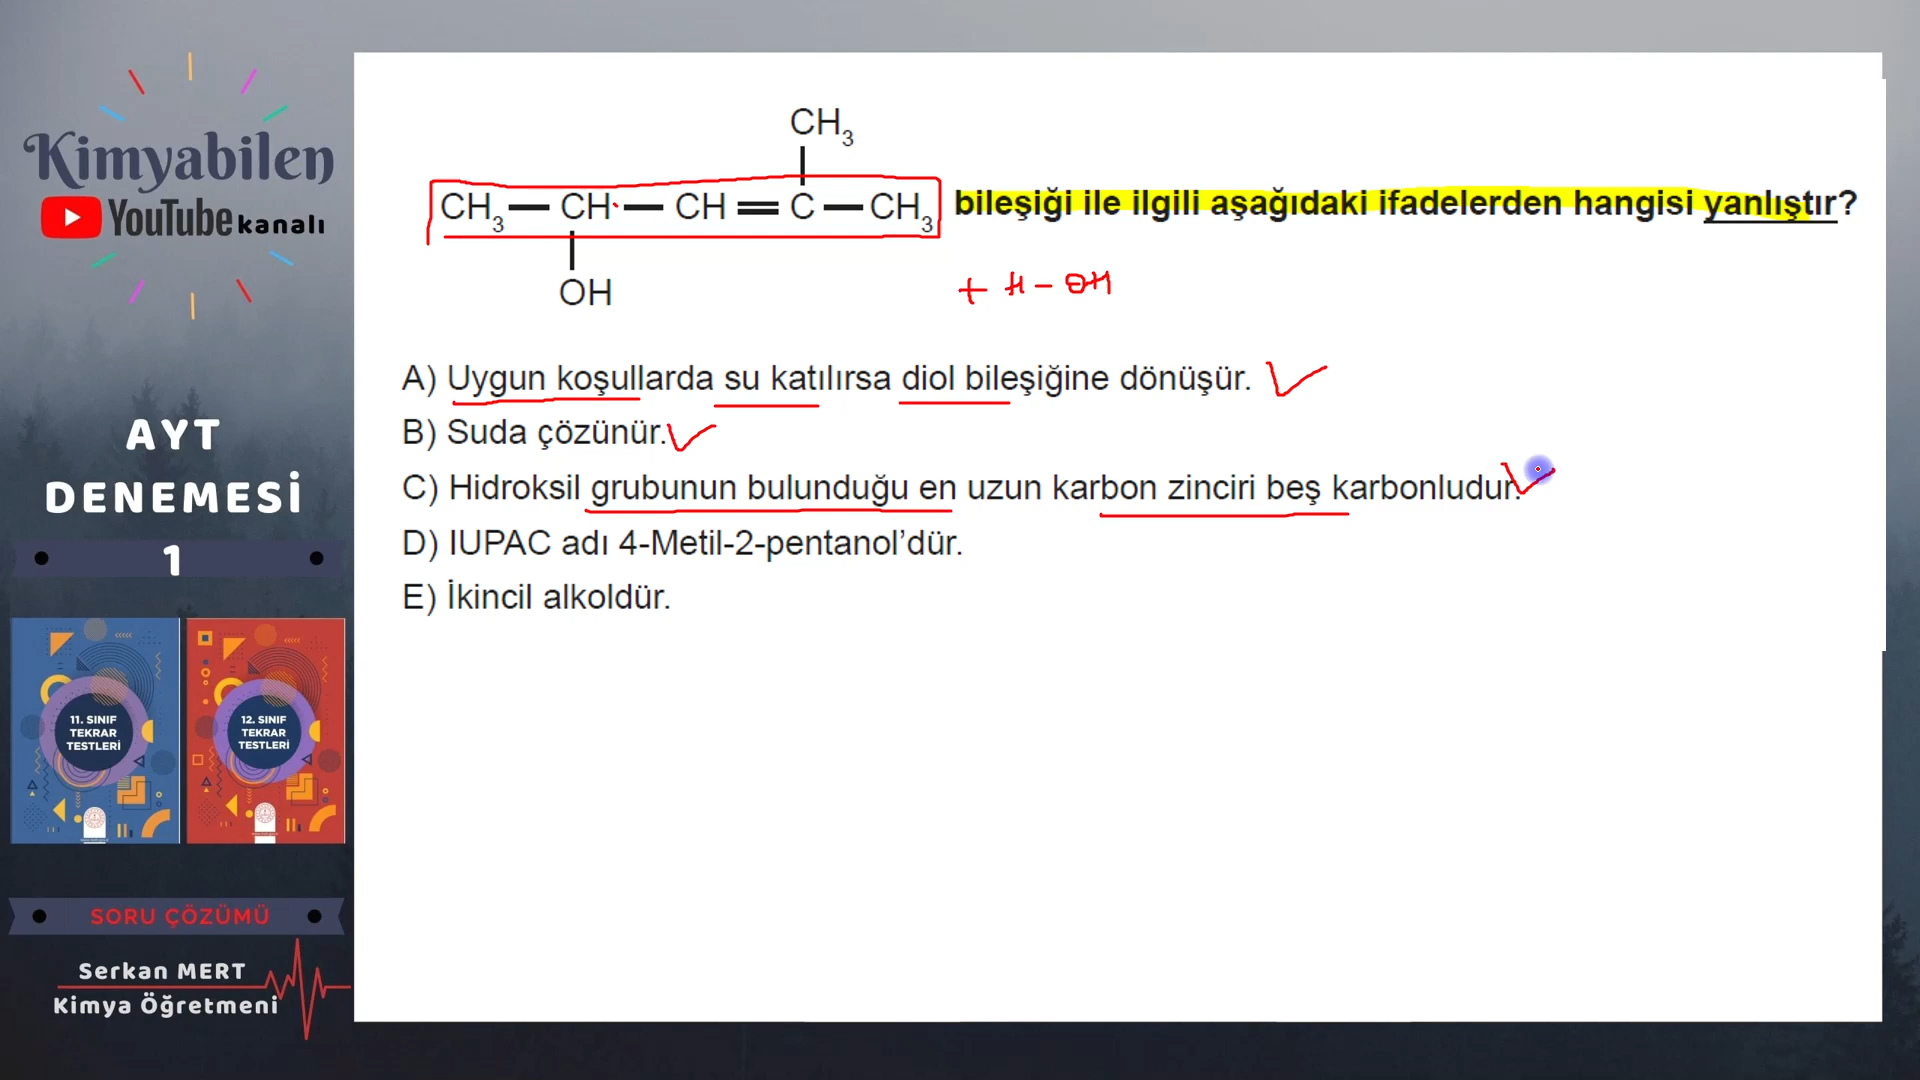 Kimyabilen
YouTube kanalı
AYT
DENEMESİ
1
11. SINIF
TEKRAR
TESTLERİ
12. SINIF
TEKRAR
TESTLERİ
SORU ÇÖZÜMÜ
Serkan MERT
Kimya Öğretmeni
CH3
CH3 — CH — CH = C — CH3 bileşiği ile ilgili aşağıdaki ifadelerden hangisi yanlıştır?
OH
+ H - OH
A) Uygun koşullarda su katılırsa diol bileşiğine dönüşür.
B) Suda çözünür.
C) Hidroksil grubunun bulunduğu en uzun karbon zinciri beş karbonludur.
D) IUPAC adı 4-Metil-2-pentanol’dür.
E) İkincil alkoldür.